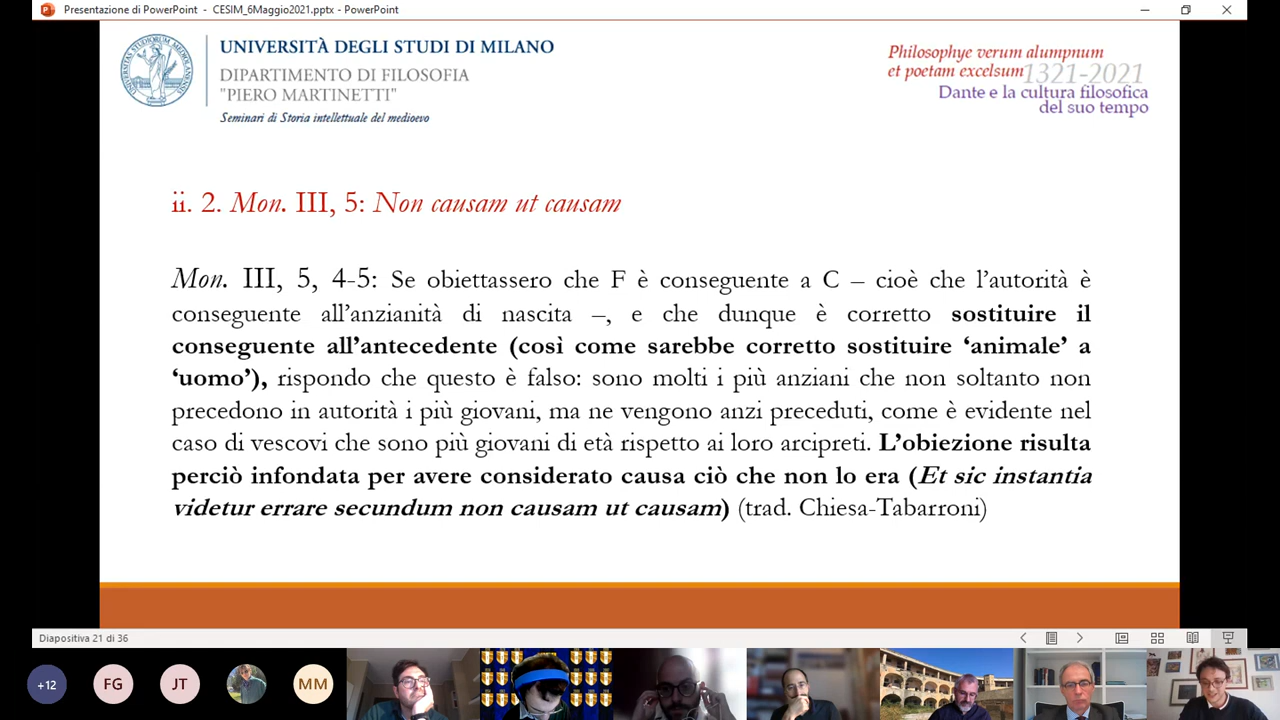 Presentazione di PowerPoint - CESIM_6Maggio2021.pptx - PowerPoint
UNIVERSITÀ DEGLI STUDI DI MILANO
DIPARTIMENTO DI FILOSOFIA
"PIERO MARTINETTI"
Seminari di Storia intellettuale del medioevo
Philosophye verum alumpnum
et poetam excelsum 1321-2021
Dante e la cultura filosofica
del suo tempo
ii. 2. Mon. III, 5: Non causam ut causam
Mon. III, 5, 4-5: Se obiettassero che F è conseguente a C – cioè che l’autorità è
conseguente all’anzianità di nascita –, e che dunque è corretto sostituire il
conseguente all’antecedente (così come sarebbe corretto sostituire ‘animale’ a
‘uomo’), rispondo che questo è falso: sono molti i più anziani che non soltanto non
precedono in autorità i più giovani, ma ne vengono anzi preceduti, come è evidente nel
caso di vescovi che sono più giovani di età rispetto ai loro arcipreti. L’obiezione risulta
perciò infondata per avere considerato causa ciò che non lo era (Et sic instantia
videtur errare secundum non causam ut causam) (trad. Chiesa-Tabarroni)
Diapositiva 21 di 36
+12
FG
JT
MM